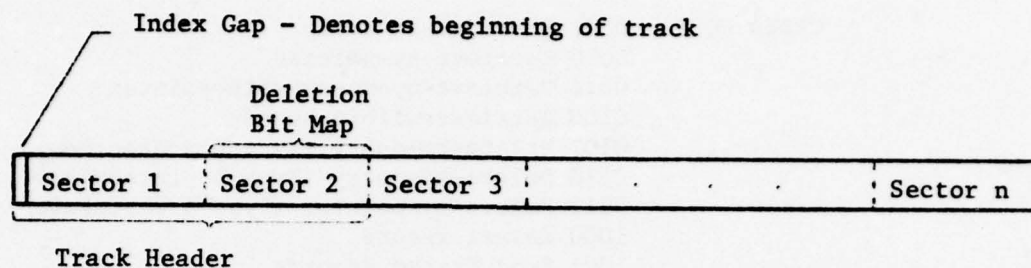 Index Gap - Denotes beginning of track
Deletion
Bit Map
Sector 1 Sector 2 Sector 3 Sector n
Track Header